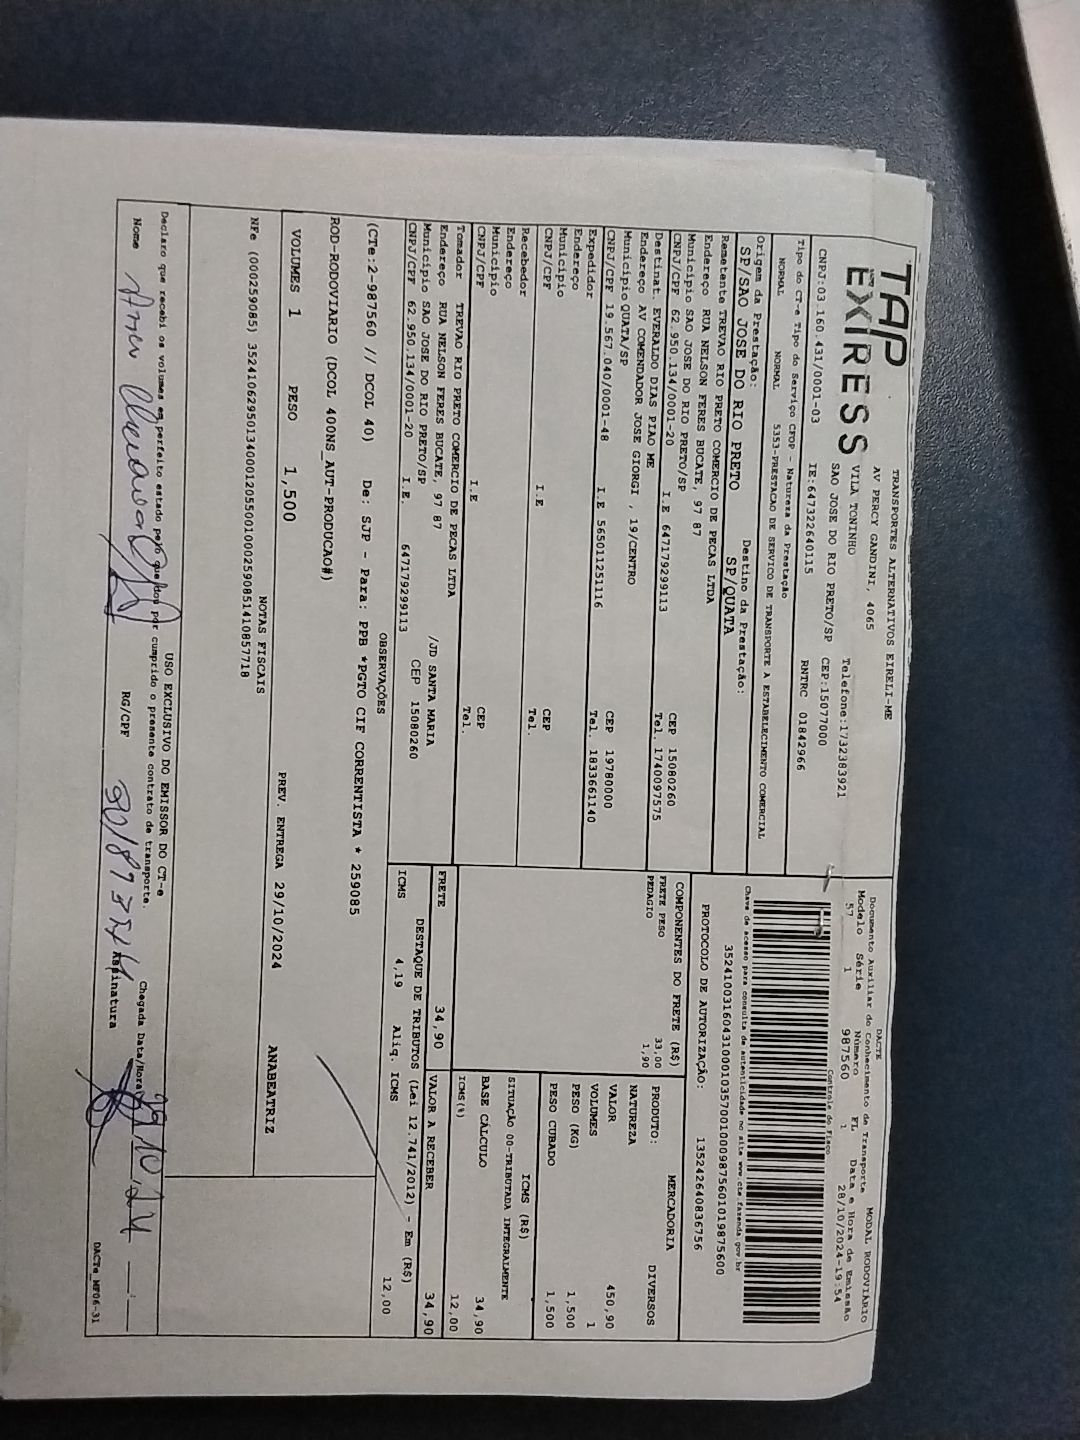 TAP EXPRESS
TRANSPORTES ALTERNATIVOS EIRELI-ME
AV PERCY GANDINI, 4065
VILA TONINHO Telefone:1732383921
SAO JOSE DO RIO PRETO/SP CEP:15077000
CNPJ:03.160.431/0001-03 IE:647322640115 RNTRC 01842966
Tipo do CT-e Tipo do Serviço CFOP - Natureza da Prestação
NORMAL NORMAL 5353-PRESTACAO DE SERVICO DE TRANSPORTE A ESTABELECIMENTO COMERCIAL
Origem da Prestação: Destino da Prestação:
SP/SAO JOSE DO RIO PRETO SP/QUATA
Remetente TREVAO RIO PRETO COMERCIO DE PECAS LTDA
Endereço RUA NELSON FERES BUCATE, 97 87
Município SAO JOSE DO RIO PRETO/SP CEP 15080260
CNPJ/CPF 62.950.134/0001-20 I.E 647179299113 Tel. 1740097575
Destinat. EVERALDO DIAS PIAO ME
Endereço AV COMENDADOR JOSE GIORGI , 19/CENTRO
Município QUATA/SP CEP 19780000
CNPJ/CPF 19.567.040/0001-48 I.E 565011251116 Tel. 1833661140
Expedidor
Endereço
Município CEP
CNPJ/CPF I.E Tel.
Recebedor
Endereço
Município CEP
CNPJ/CPF I.E Tel.
Tomador TREVAO RIO PRETO COMERCIO DE PECAS LTDA
Endereço RUA NELSON FERES BUCATE, 97 87 /JD SANTA MARIA
Município SAO JOSE DO RIO PRETO/SP CEP 15080260
CNPJ/CPF 62.950.134/0001-20 I.E. 647179299113
DACTE MODAL RODOVIÁRIO
Documento Auxiliar do Conhecimento de Transporte
Modelo Série Número FL Data e Hora de Emissão
57 1 987560 1 28/10/2024-19:54
Controle do Fisco
Chave de acesso para consulta de autenticidade no site www.cte.fazenda.gov.br
35241003160431000103570010009875601019875600
PROTOCOLO DE AUTORIZAÇÃO: 135242640836756
COMPONENTES DO FRETE (R$)
FRETE PESO 33,00
PEDAGIO 1,90
FRETE 34,90
MERCADORIA
PRODUTO: DIVERSOS
NATUREZA
VALOR 450,90
VOLUMES 1
PESO (KG) 1,500
PESO CUBADO 1,500
ICMS (R$)
SITUAÇÃO 00-TRIBUTADA INTEGRALMENTE
BASE CÁLCULO 34,90
ICMS(%) 12,00
VALOR A RECEBER 34,90
DESTAQUE DE TRIBUTOS (Lei 12.741/2012) - Em (R$)
ICMS 4,19 Aliq. ICMS 12,00
OBSERVAÇÕES
(CTe:2-987560 // DCOL 40) De: SJP - Para: PPB *PGTO CIF CORRENTISTA * 259085
ROD-RODOVIARIO (DCOL 400NS_AUT-PRODUCAO#)
VOLUMES 1 PESO 1,500 PREV. ENTREGA 29/10/2024 ANABEATRIZ
NOTAS FISCAIS
NFe (000259085) 35241062950134000120550010002590851410857718
USO EXCLUSIVO DO EMISSOR DO CT-e
Declaro que recebi os volumes em perfeito estado pelo que dou por cumprido o presente contrato de transporte.
Chegada Data/Hora 29.10.24
Nome RG/CPF Assinatura
DACTe_MF06-31